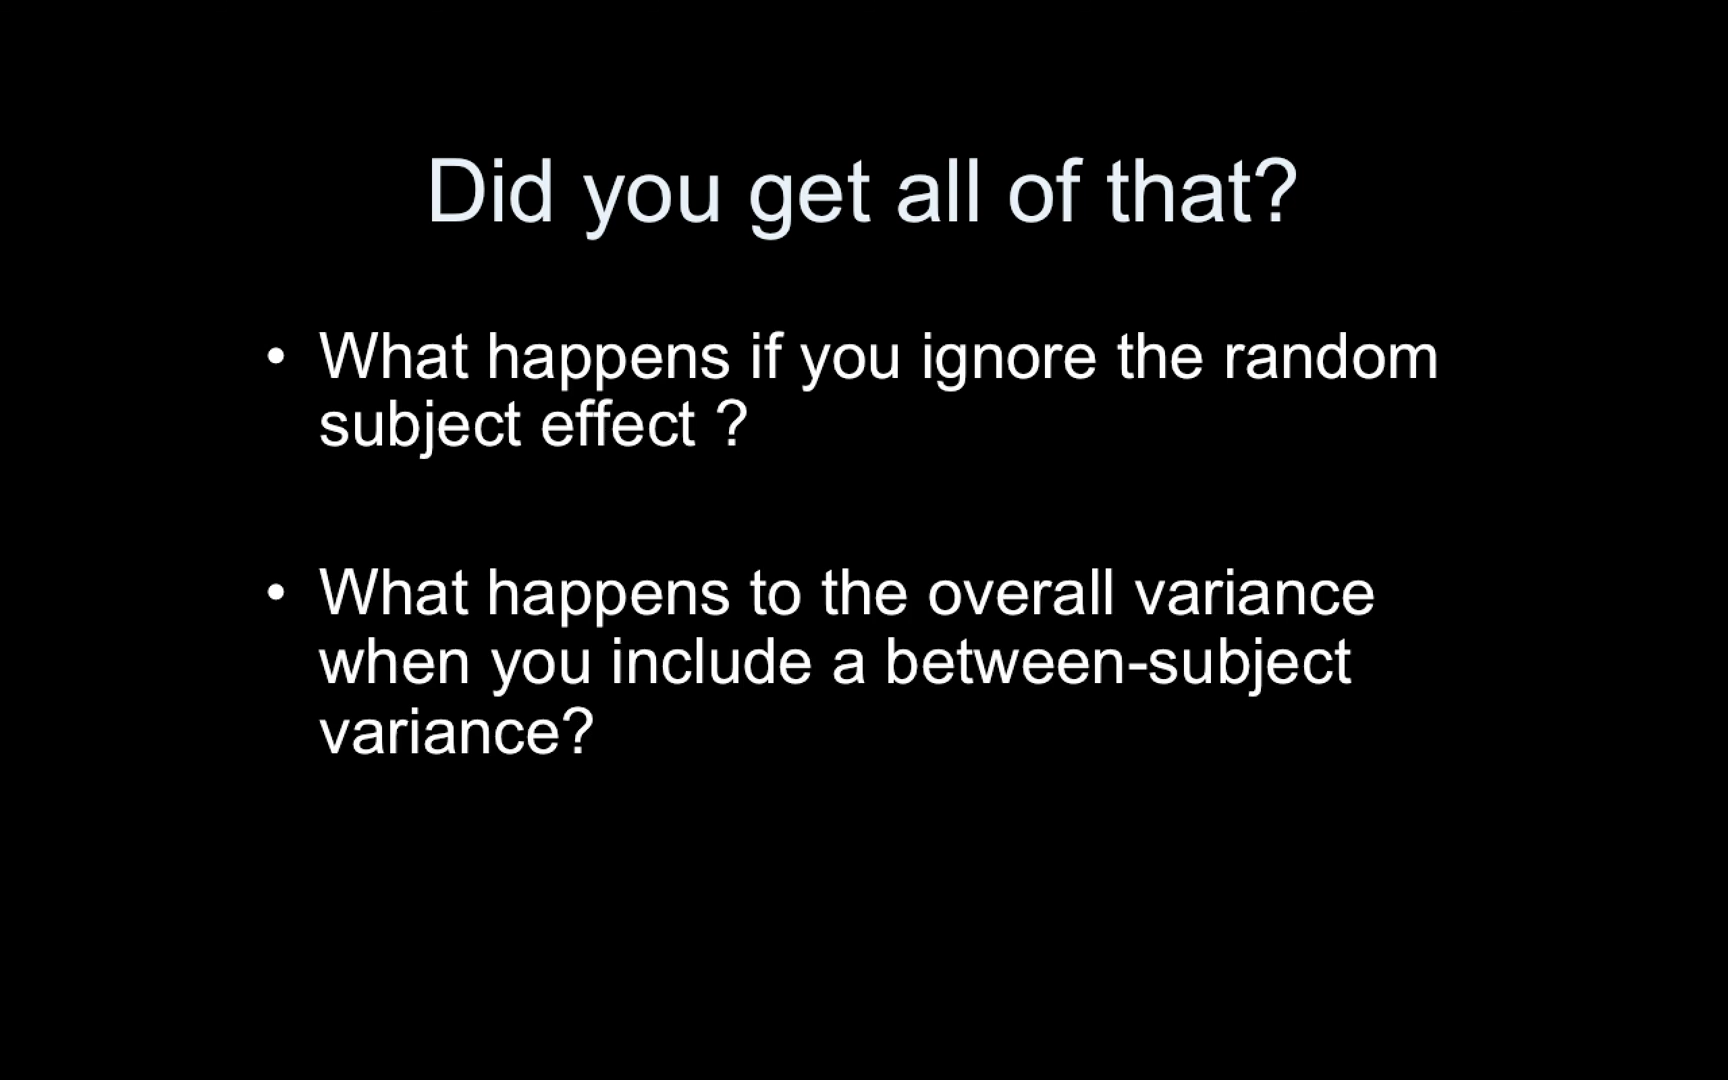 Did you get all of that?
• What happens if you ignore the random
subject effect ?
• What happens to the overall variance
when you include a between-subject
variance?